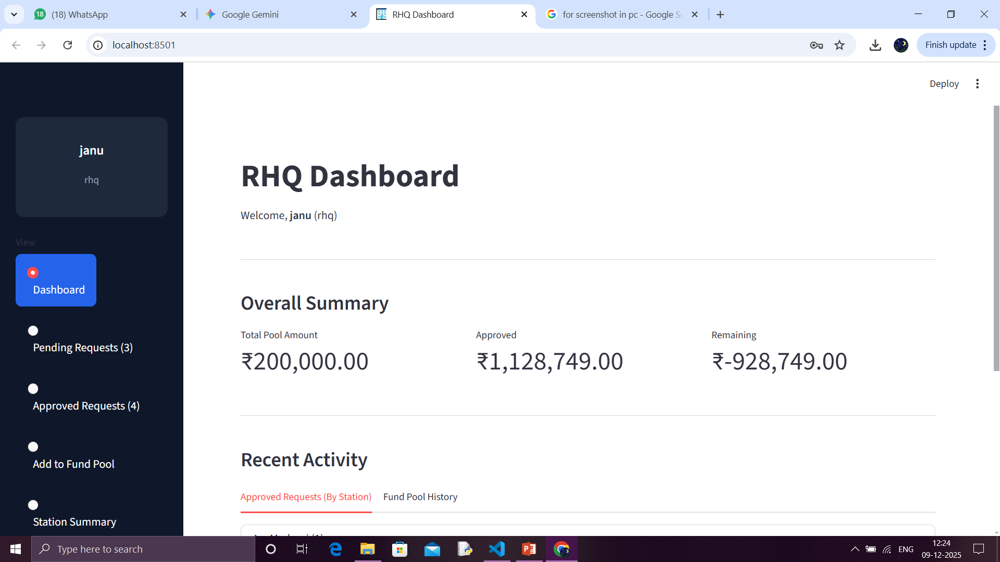 18 (18) WhatsApp
Google Gemini
RHQ Dashboard
for screenshot in pc - Google Se
localhost:8501
Finish update
Deploy
janu
rhq
View
Dashboard
Pending Requests (3)
Approved Requests (4)
Add to Fund Pool
Station Summary
RHQ Dashboard
Welcome, janu (rhq)
Overall Summary
Total Pool Amount
₹200,000.00
Approved
₹1,128,749.00
Remaining
₹-928,749.00
Recent Activity
Approved Requests (By Station) Fund Pool History
Type here to search
ENG
12:24
09-12-2025